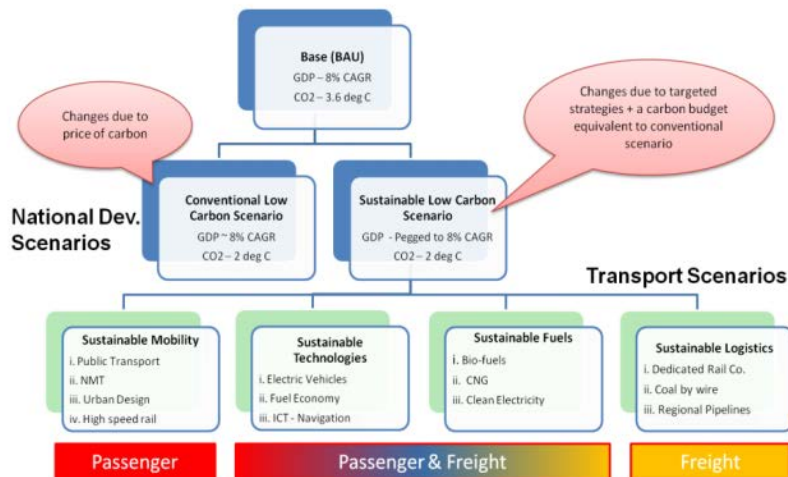 Base (BAU)
GDP – 8% CAGR
CO2 – 3.6 deg C
Changes due to
price of carbon
Changes due to targeted
strategies + a carbon budget
equivalent to conventional
scenario
National Dev.
Scenarios
Conventional Low
Carbon Scenario
GDP ~ 8% CAGR
CO2 – 2 deg C
Sustainable Low Carbon
Scenario
GDP - Pegged to 8% CAGR
CO2 – 2 deg C
Transport Scenarios
Sustainable Mobility
i. Public Transport
ii. NMT
iii. Urban Design
iv. High speed rail
Sustainable
Technologies
i. Electric Vehicles
ii. Fuel Economy
iii. ICT - Navigation
Sustainable Fuels
i. Bio-fuels
ii. CNG
iii. Clean Electricity
Sustainable Logistics
i. Dedicated Rail Co.
ii. Coal by wire
iii. Regional Pipelines
Passenger
Passenger & Freight
Freight